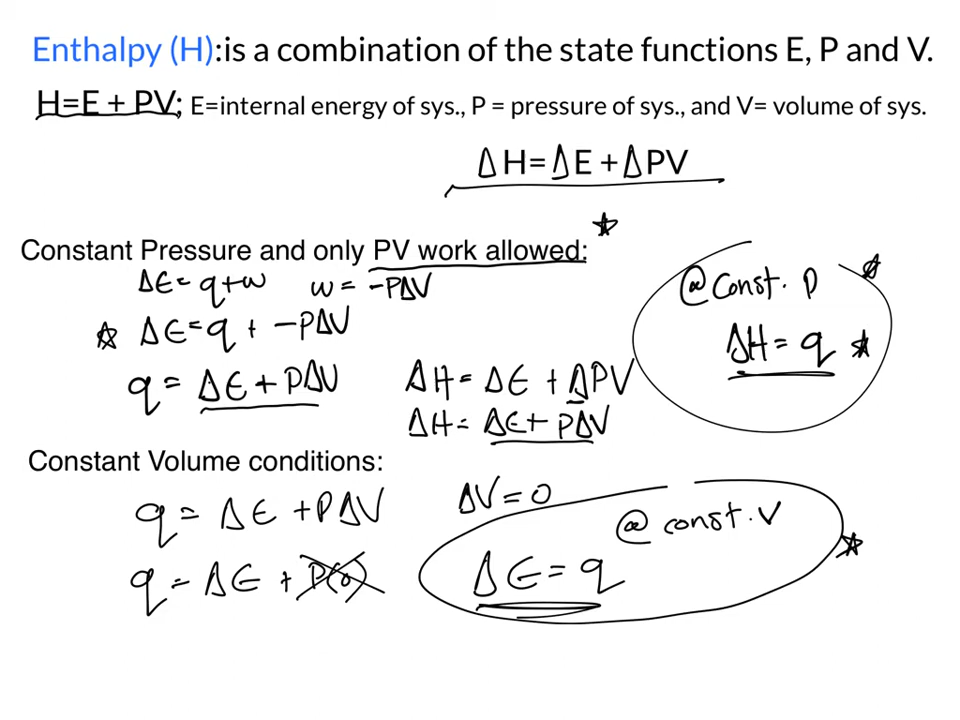 Enthalpy (H):is a combination of the state functions E, P and V.
H=E + PV; E=internal energy of sys., P = pressure of sys., and V= volume of sys.
Δ H=ΔE +ΔPV
Constant Pressure and only PV work allowed:
ΔE= q+w w = -PΔV
ΔE=q + -PΔV
q = ΔE + PΔV
ΔH = ΔE + ΔPV
ΔH = ΔE+ PΔV
@ Const. P
ΔH = q
Constant Volume conditions:
q = ΔE +PΔV
ΔV = 0
q = ΔE + P(0)
@ const. V
ΔE = q